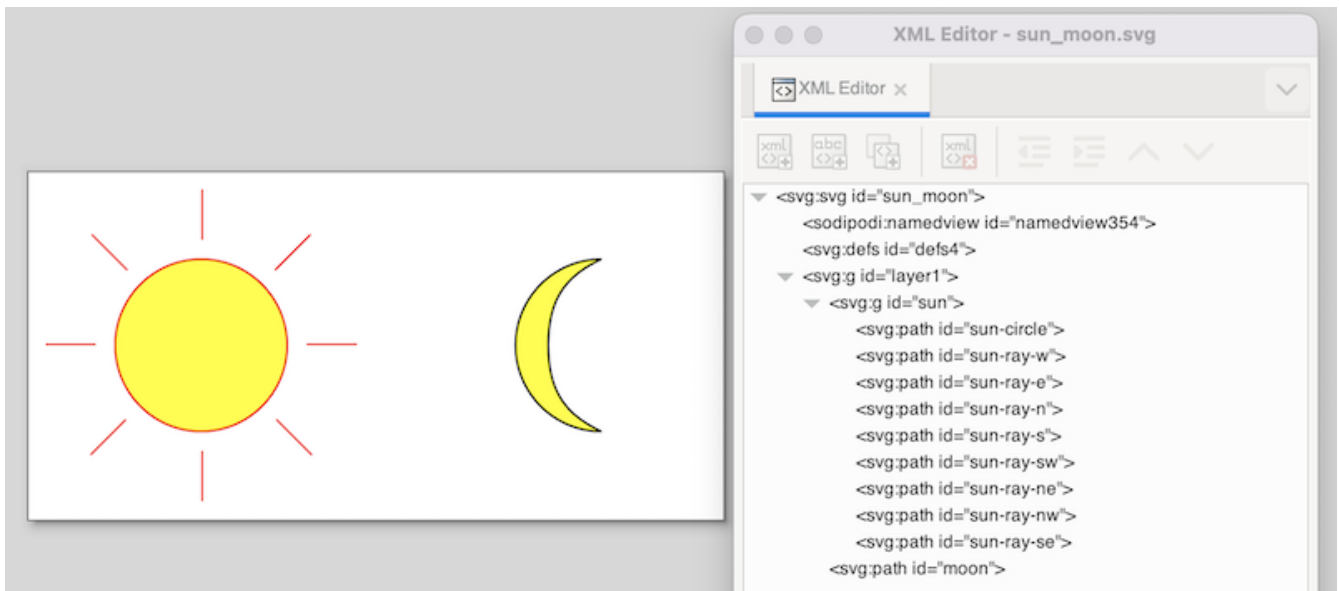 XML Editor - sun_moon.svg
XML Editor
xml
abc
xml
<svg:svg id="sun_moon">
<sodipodi:namedview id="namedview354">
<svg:defs id="defs4">
<svg:g id="layer1">
<svg:g id="sun">
<svg:path id="sun-circle">
<svg:path id="sun-ray-w">
<svg:path id="sun-ray-e">
<svg:path id="sun-ray-n">
<svg:path id="sun-ray-s">
<svg:path id="sun-ray-sw">
<svg:path id="sun-ray-ne">
<svg:path id="sun-ray-nw">
<svg:path id="sun-ray-se">
<svg:path id="moon">